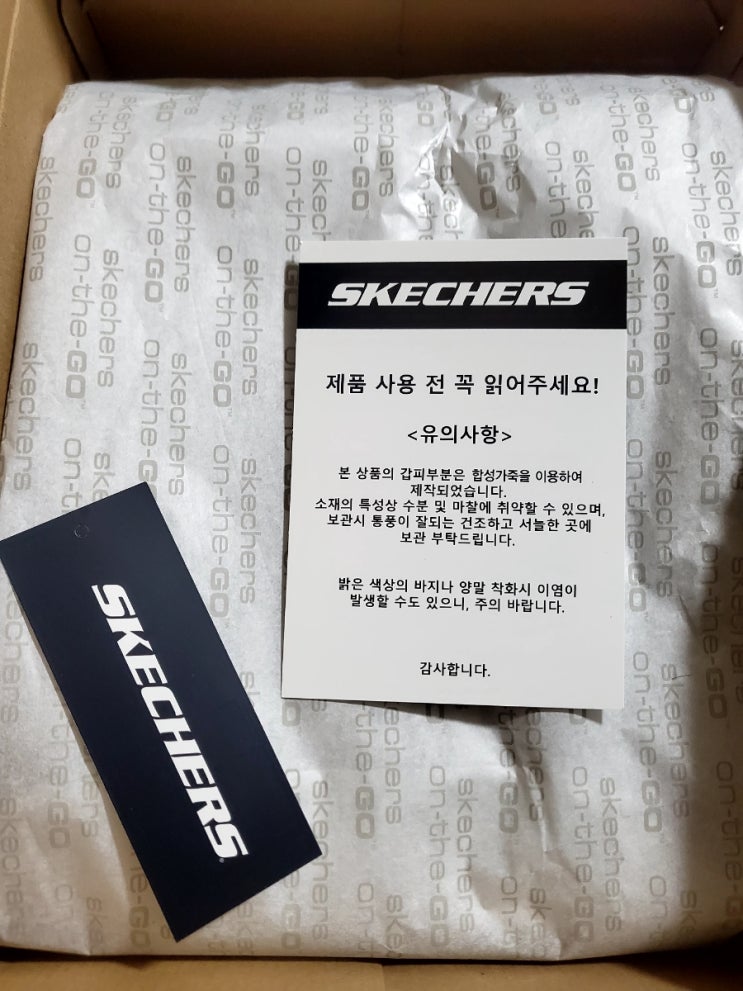 SKECHERS
제품 사용 전 꼭 읽어주세요!
<유의사항>
본 상품의 갑피부분은 합성가죽을 이용하여
제작되었습니다.
소재의 특성상 수분 및 마찰에 취약할 수 있으며,
보관시 통풍이 잘되는 건조하고 서늘한 곳에
보관 부탁드립니다.
밝은 색상의 바지나 양말 착화시 이염이
발생할 수도 있으니, 주의 바랍니다.
감사합니다.
SKECHERS
skechers
on-the-GO™